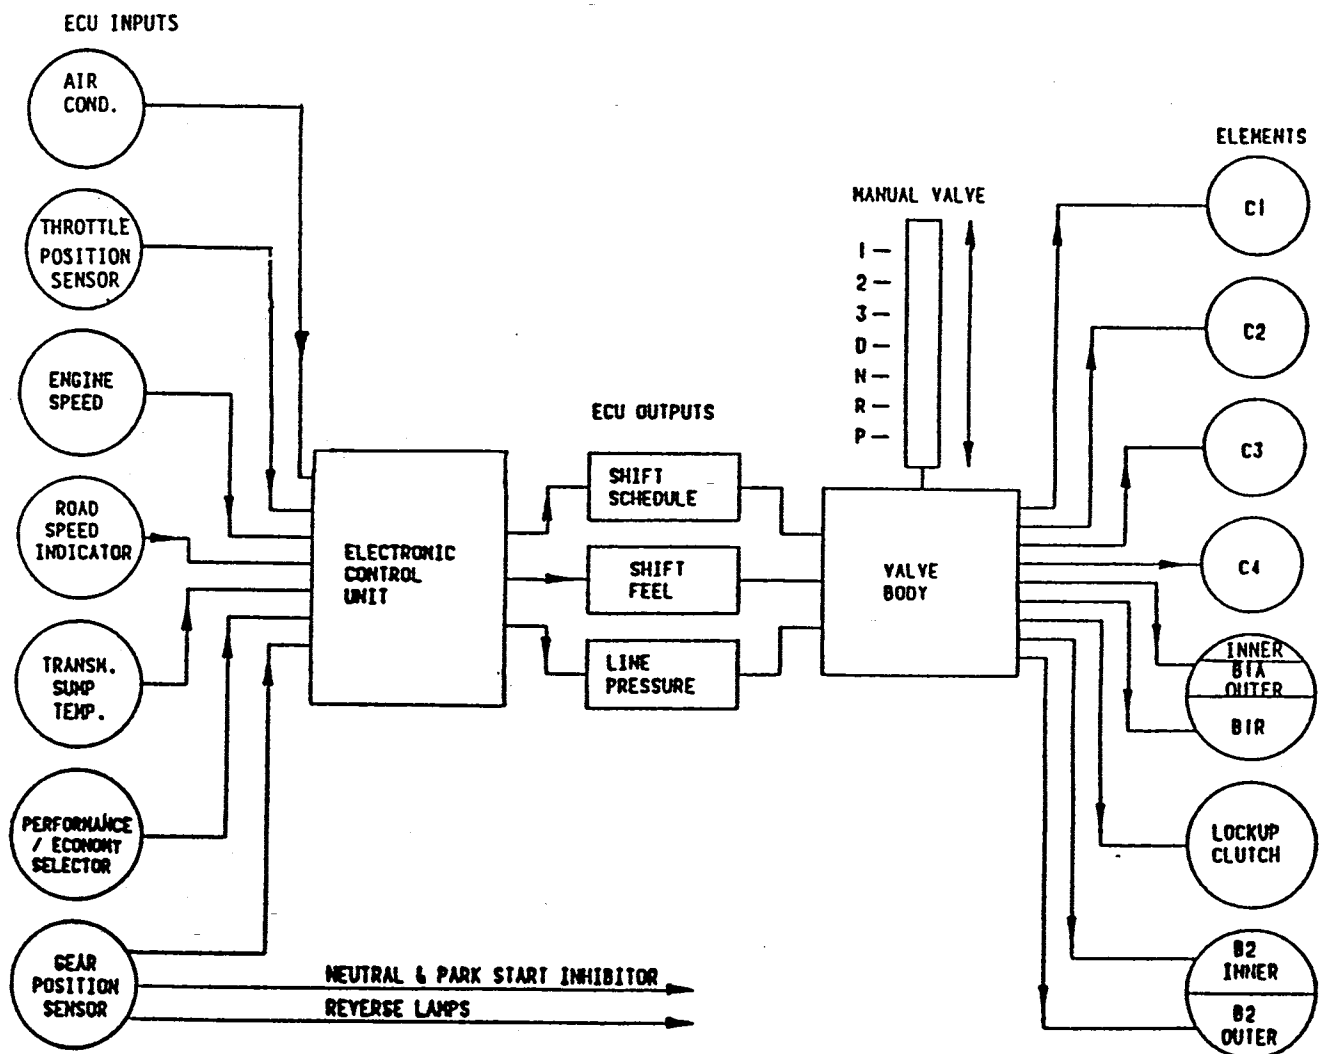 ECU INPUTS
AIR
COND.
THROTTLE
POSITION
SENSOR
ENGINE
SPEED
ROAD
SPEED
INDICATOR
TRANSM.
SUMP
TEMP.
PERFORMANCE
/ ECONOMY
SELECTOR
GEAR
POSITION
SENSOR
NEUTRAL & PARK START INHIBITOR
REVERSE LAMPS
ELECTRONIC
CONTROL
UNIT
ECU OUTPUTS
SHIFT
SCHEDULE
SHIFT
FEEL
LINE
PRESSURE
MANUAL VALVE
1 –
2 –
3 –
D –
N –
R –
P –
VALVE
BODY
ELEMENTS
C1
C2
C3
C4
INNER
B1A
OUTER
B1R
LOCKUP
CLUTCH
B2
INNER
B2
OUTER